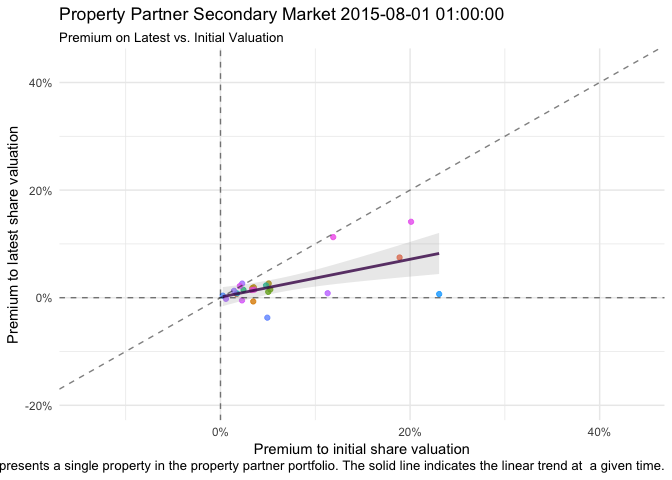 Property Partner Secondary Market 2015-08-01 01:00:00
Premium on Latest vs. Initial Valuation
40%
20%
0%
-20%
Premium to latest share valuation
0% 20% 40%
Premium to initial share valuation
presents a single property in the property partner portfolio. The solid line indicates the linear trend at  a given time.